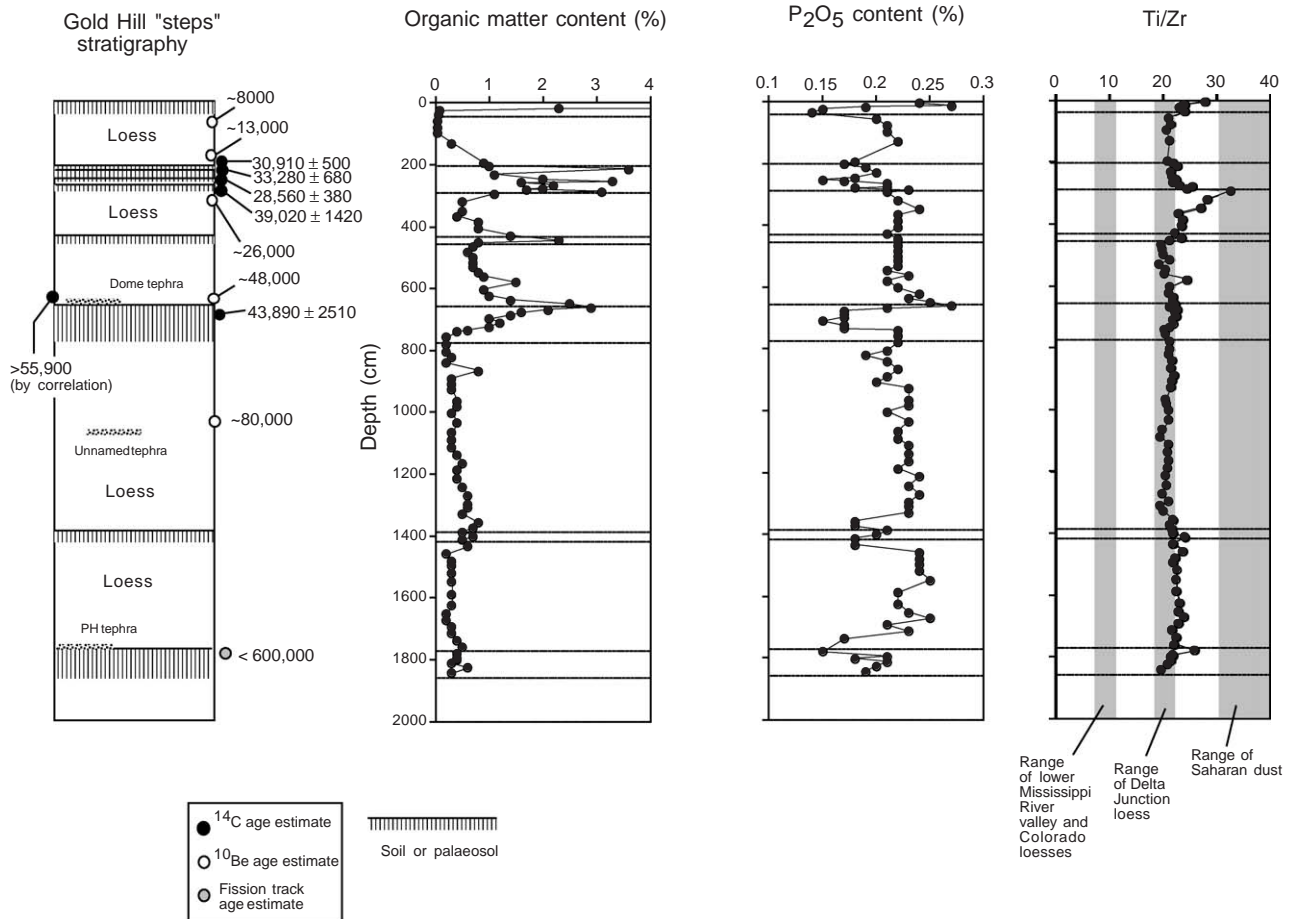 Gold Hill "steps"
stratigraphy
~8000
~13,000
Loess
30,910 ± 500
33,280 ± 680
28,560 ± 380
39,020 ± 1420
Loess
~26,000
Dome tephra
~48,000
43,890 ± 2510
>55,900
(by correlation)
~80,000
Unnamed tephra
Loess
Loess
PH tephra
< 600,000
Organic matter content (%)
0 1 2 3 4
Depth (cm)
0
200
400
600
800
1000
1200
1400
1600
1800
2000
P2O5 content (%)
0.1 0.15 0.2 0.25 0.3
Ti/Zr
0 10 20 30 40
Range
of lower
Mississippi
River
valley and
Colorado
loesses
Range
of Delta
Junction
loess
Range of
Saharan dust
14C age estimate
10Be age estimate
Fission track
age estimate
Soil or palaeosol